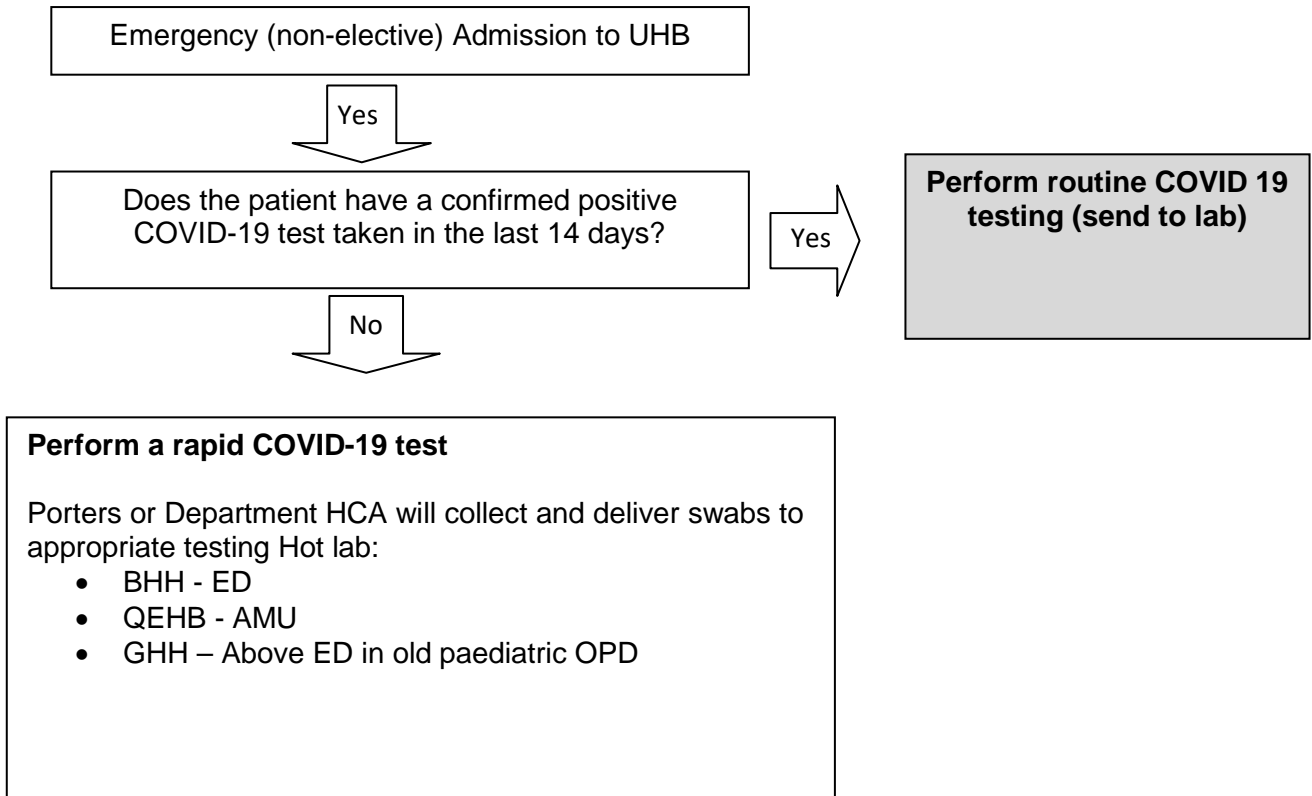 Emergency (non-elective) Admission to UHB
Yes
Does the patient have a confirmed positive
COVID-19 test taken in the last 14 days?
Yes
Perform routine COVID 19
testing (send to lab)
No
Perform a rapid COVID-19 test
Porters or Department HCA will collect and deliver swabs to
appropriate testing Hot lab:
• BHH - ED
• QEHB - AMU
• GHH – Above ED in old paediatric OPD